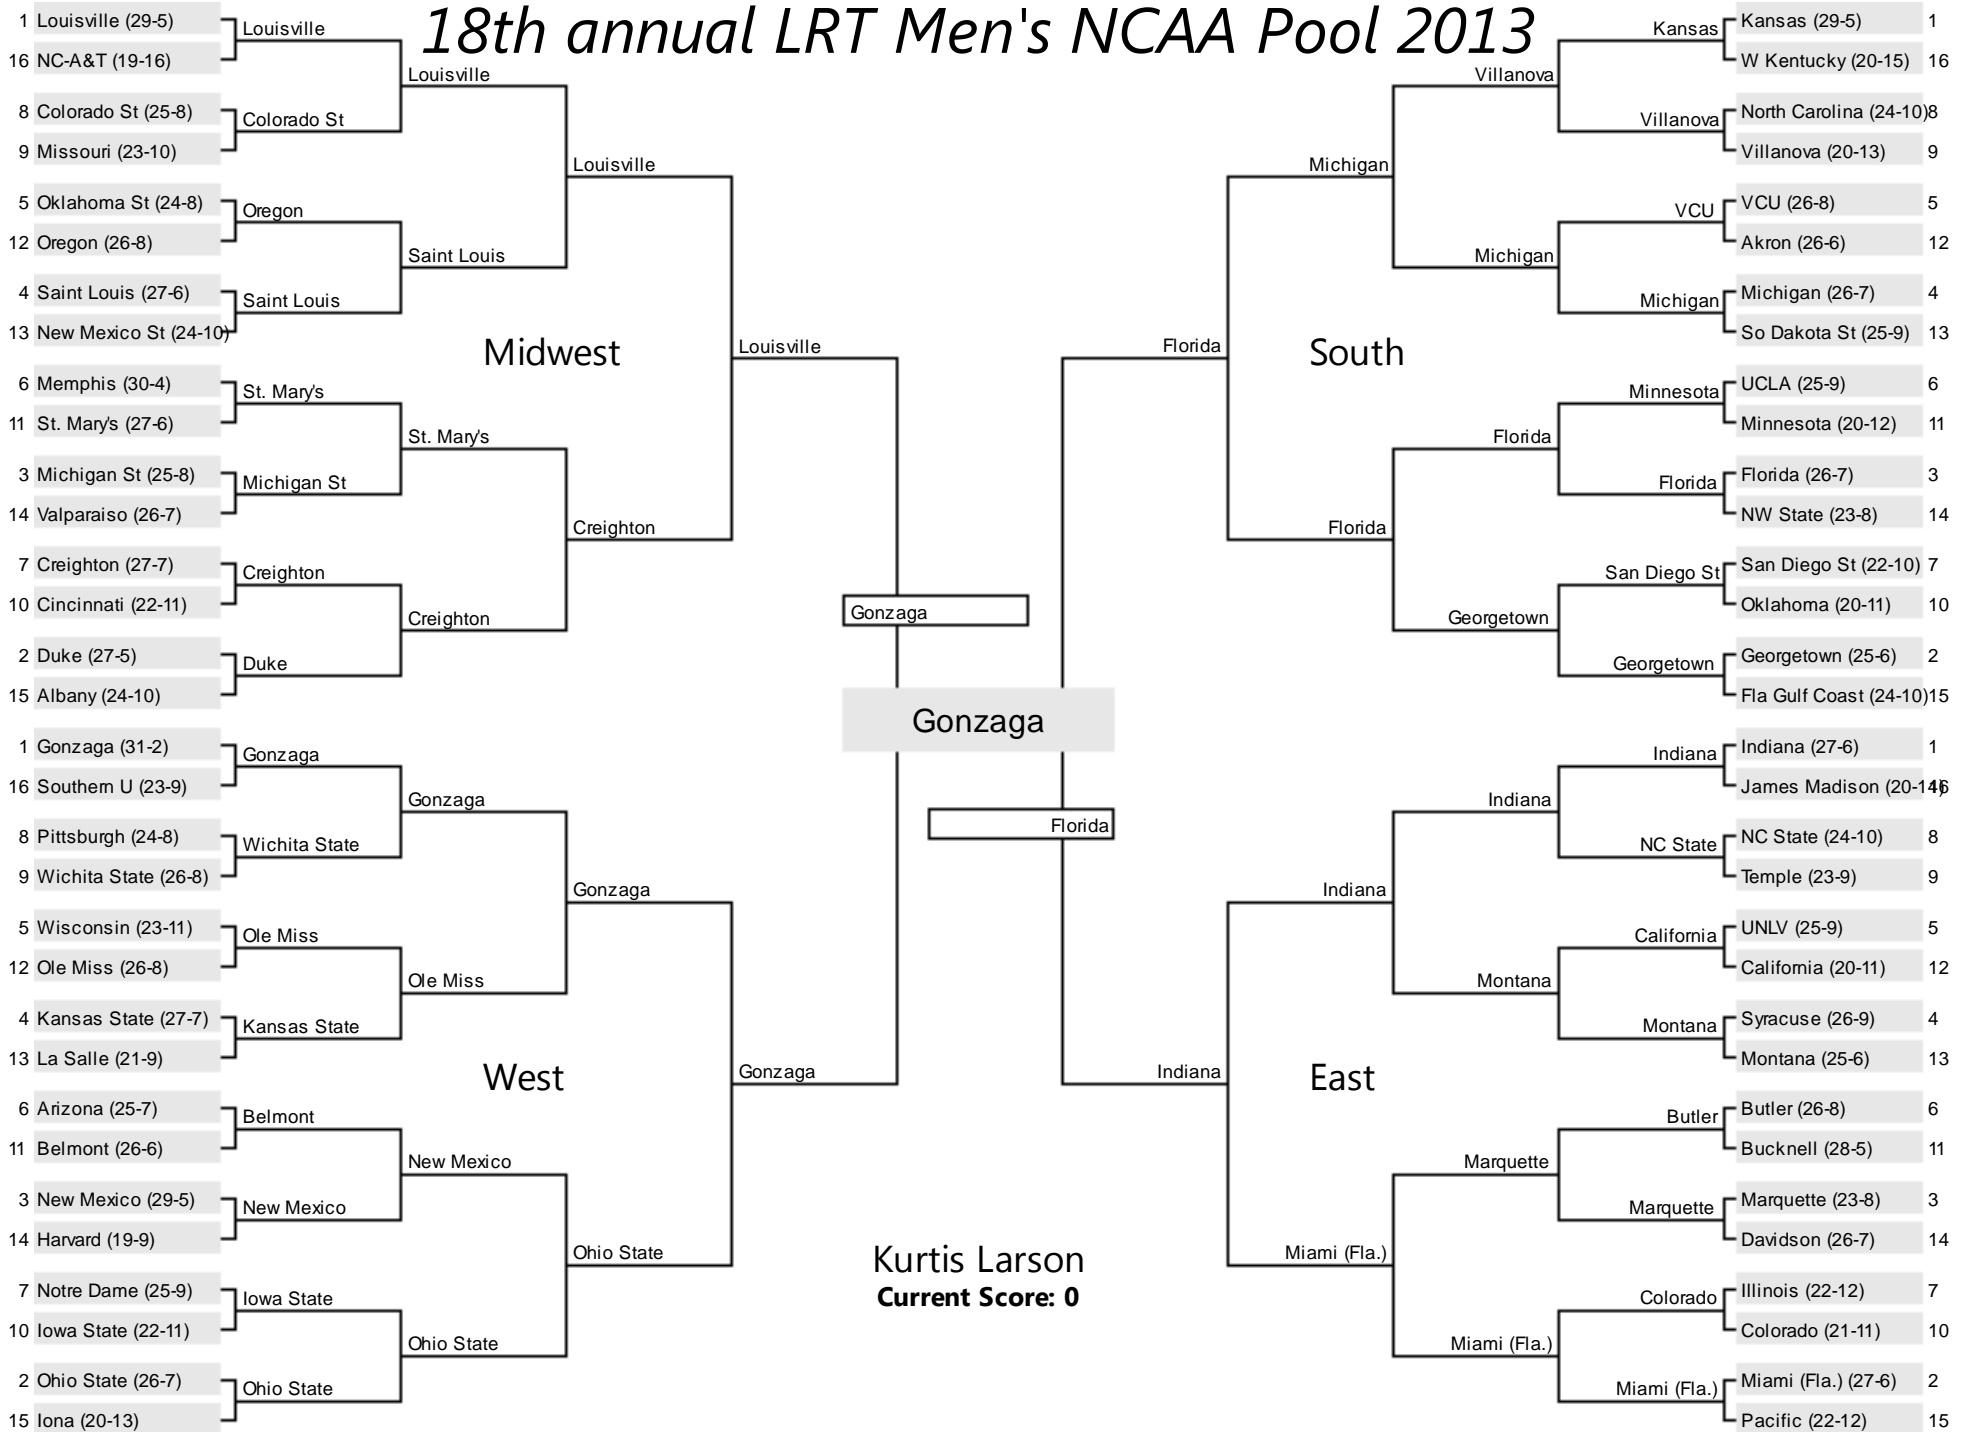 18th annual LRT Men's NCAA Pool 2013
1 Louisville (29-5)
16 NC-A&T (19-16)
8 Colorado St (25-8)
9 Missouri (23-10)
5 Oklahoma St (24-8)
12 Oregon (26-8)
4 Saint Louis (27-6)
13 New Mexico St (24-10)
6 Memphis (30-4)
11 St. Mary's (27-6)
3 Michigan St (25-8)
14 Valparaiso (26-7)
7 Creighton (27-7)
10 Cincinnati (22-11)
2 Duke (27-5)
15 Albany (24-10)
Louisville
Colorado St
Oregon
Saint Louis
St. Mary's
Michigan St
Creighton
Duke
Louisville
Saint Louis
St. Mary's
Creighton
Louisville
Creighton
Midwest
Louisville
1 Gonzaga (31-2)
16 Southern U (23-9)
8 Pittsburgh (24-8)
9 Wichita State (26-8)
5 Wisconsin (23-11)
12 Ole Miss (26-8)
4 Kansas State (27-7)
13 La Salle (21-9)
6 Arizona (25-7)
11 Belmont (26-6)
3 New Mexico (29-5)
14 Harvard (19-9)
7 Notre Dame (25-9)
10 Iowa State (22-11)
2 Ohio State (26-7)
15 Iona (20-13)
Gonzaga
Wichita State
Ole Miss
Kansas State
Belmont
New Mexico
Iowa State
Ohio State
Gonzaga
Ole Miss
New Mexico
Ohio State
Gonzaga
Ohio State
West
Gonzaga
Gonzaga
Gonzaga
Florida
Kurtis Larson
Current Score: 0
Kansas (29-5) 1
W Kentucky (20-15) 16
North Carolina (24-10) 8
Villanova (20-13) 9
VCU (26-8) 5
Akron (26-6) 12
Michigan (26-7) 4
So Dakota St (25-9) 13
UCLA (25-9) 6
Minnesota (20-12) 11
Florida (26-7) 3
NW State (23-8) 14
San Diego St (22-10) 7
Oklahoma (20-11) 10
Georgetown (25-6) 2
Fla Gulf Coast (24-10) 15
Kansas
Villanova
VCU
Michigan
Minnesota
Florida
San Diego St
Georgetown
Villanova
Michigan
Florida
Georgetown
Michigan
Florida
South
Florida
Indiana (27-6) 1
James Madison (20-14) 16
NC State (24-10) 8
Temple (23-9) 9
UNLV (25-9) 5
California (20-11) 12
Syracuse (26-9) 4
Montana (25-6) 13
Butler (26-8) 6
Bucknell (28-5) 11
Marquette (23-8) 3
Davidson (26-7) 14
Illinois (22-12) 7
Colorado (21-11) 10
Miami (Fla.) (27-6) 2
Pacific (22-12) 15
Indiana
NC State
California
Montana
Butler
Marquette
Colorado
Miami (Fla.)
Indiana
Montana
Marquette
Miami (Fla.)
Indiana
Miami (Fla.)
East
Indiana